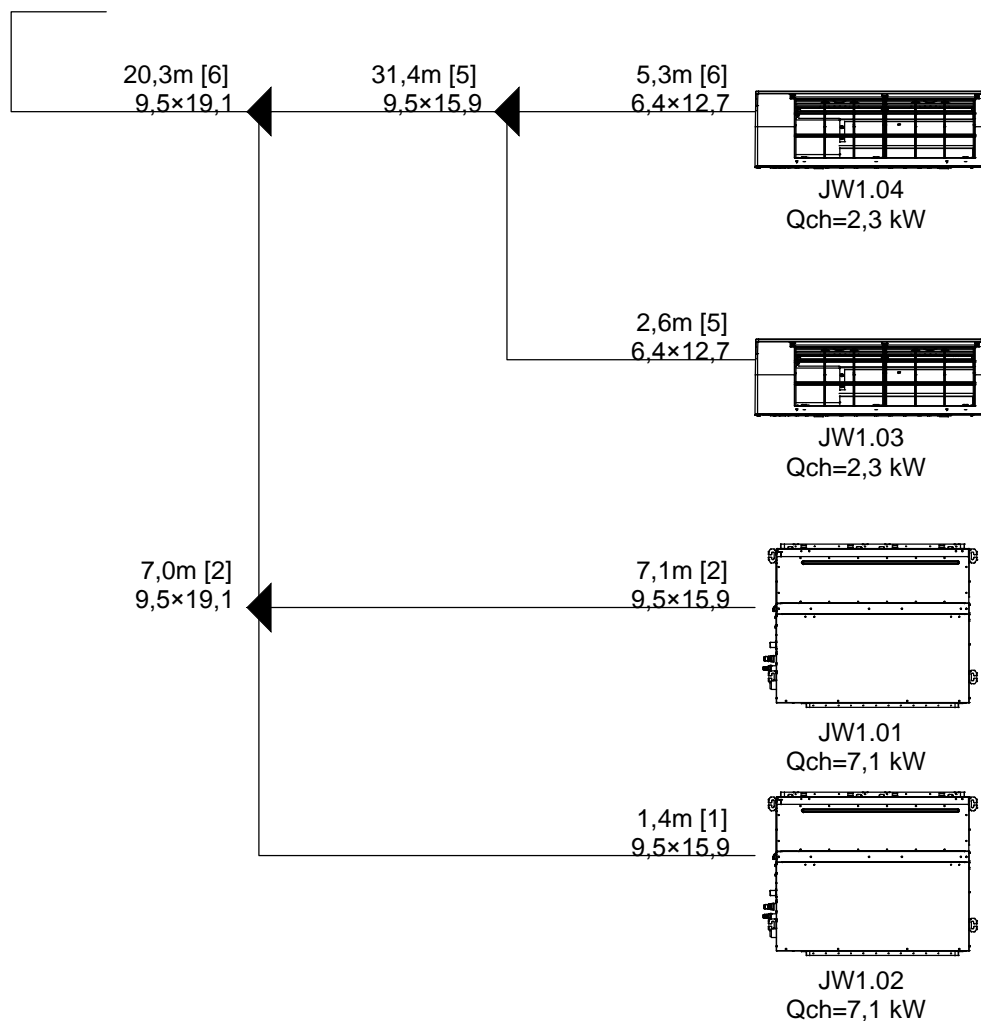 20,3m [6]
9,5×19,1
31,4m [5]
9,5×15,9
5,3m [6]
6,4×12,7
JW1.04
Qch=2,3 kW
2,6m [5]
6,4×12,7
JW1.03
Qch=2,3 kW
7,0m [2]
9,5×19,1
7,1m [2]
9,5×15,9
JW1.01
Qch=7,1 kW
1,4m [1]
9,5×15,9
JW1.02
Qch=7,1 kW